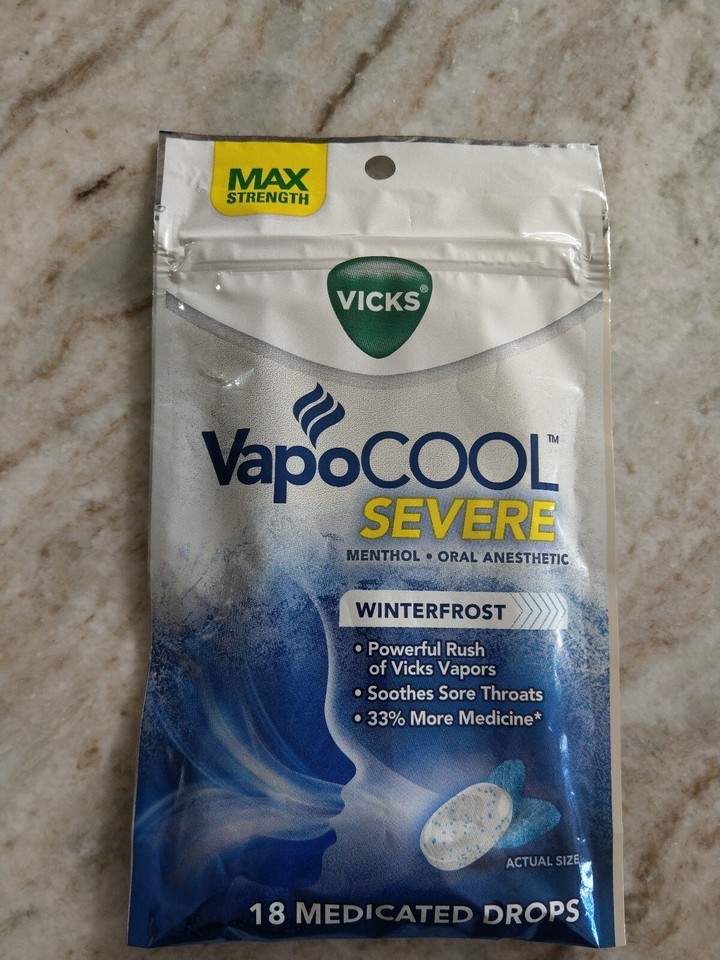 MAX
STRENGTH
VICKS®
VapoCOOL™
SEVERE
MENTHOL • ORAL ANESTHETIC
WINTERFROST
• Powerful Rush
of Vicks Vapors
• Soothes Sore Throats
• 33% More Medicine*
ACTUAL SIZE
18 MEDICATED DROPS